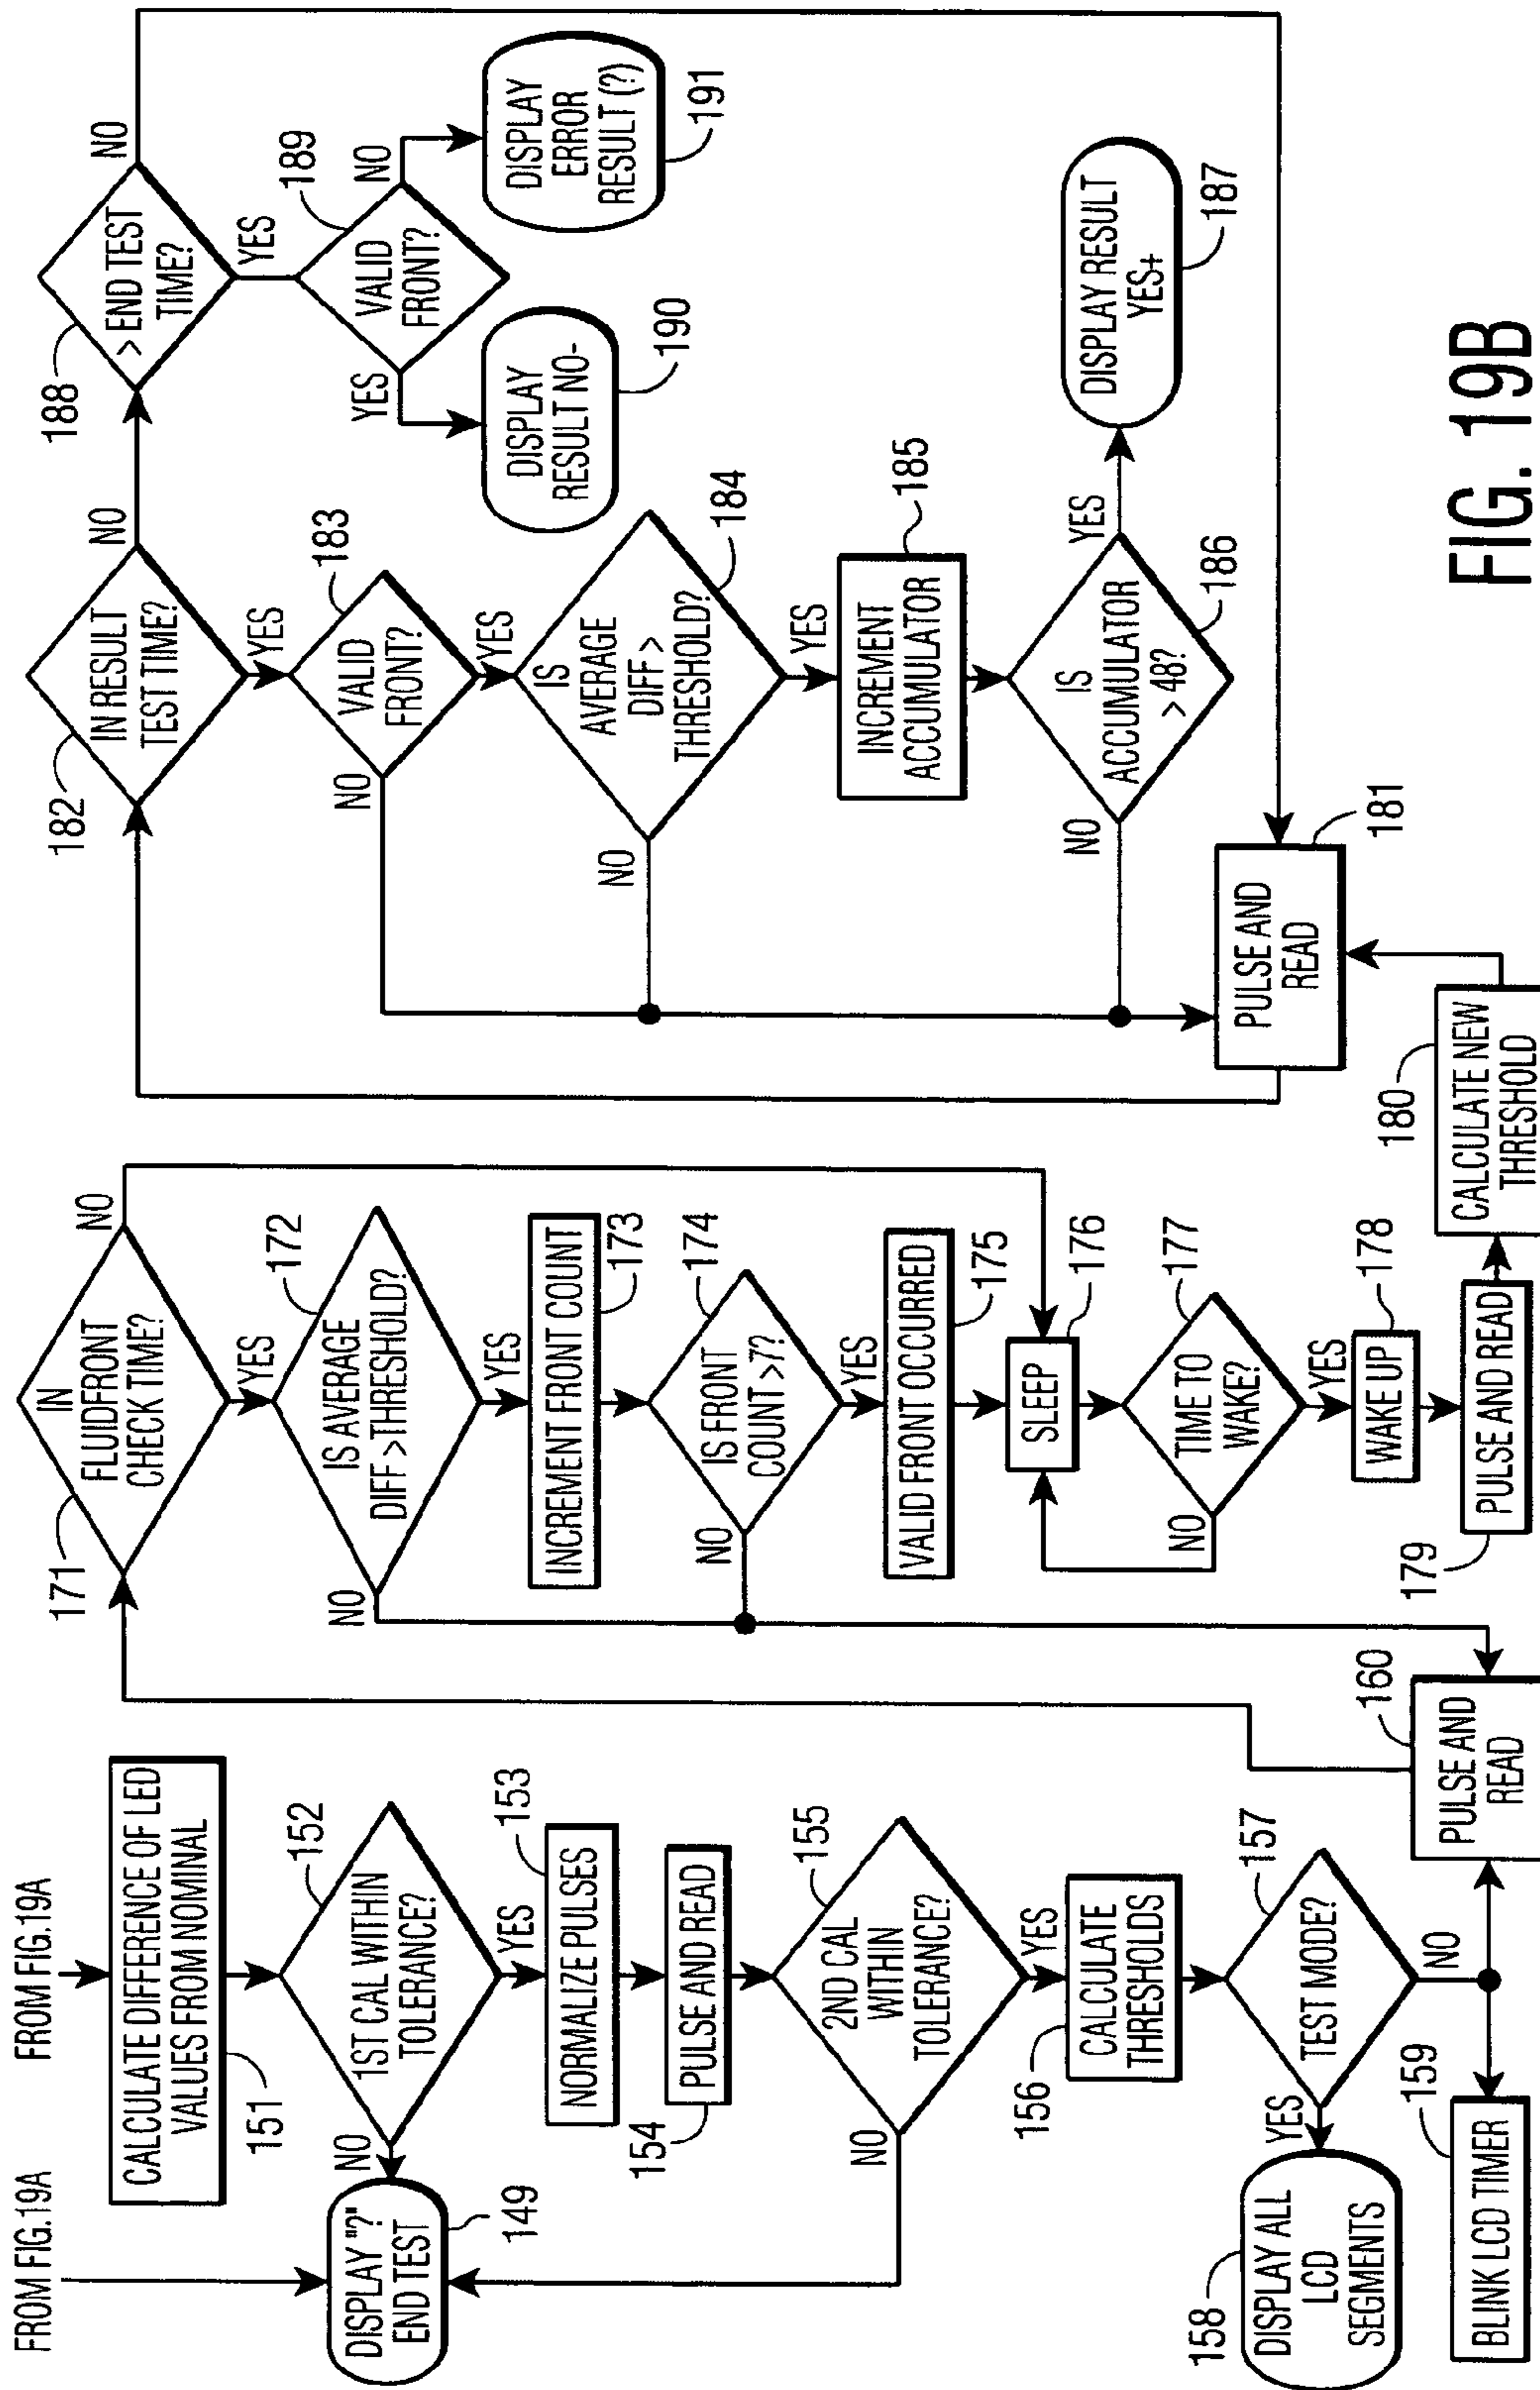 FROM FIG.19A
FROM FIG.19A
CALCULATE DIFFERENCE OF LED
VALUES FROM NOMINAL
151
1ST CAL WITHIN
TOLERANCE?
152
NO
YES
DISPLAY "?"
END TEST
149
NORMALIZE PULSES
153
PULSE AND READ
154
2ND CAL
WITHIN
TOLERANCE?
155
NO
YES
CALCULATE
THRESHOLDS
156
TEST MODE?
157
YES
NO
DISPLAY ALL
LCD
SEGMENTS
158
BLINK LCD TIMER
159
PULSE AND
READ
160
IN
FLUIDFRONT
CHECK TIME?
171
NO
YES
IS AVERAGE
DIFF >THRESHOLD?
172
NO
YES
INCREMENT FRONT COUNT
173
IS FRONT
COUNT >7?
174
NO
YES
VALID FRONT OCCURRED
175
SLEEP
176
TIME TO
WAKE?
177
NO
YES
WAKE UP
178
PULSE AND READ
179
CALCULATE NEW
THRESHOLD
180
PULSE AND
READ
181
IN RESULT
TEST TIME?
182
NO
YES
VALID
FRONT?
183
NO
YES
IS
AVERAGE
DIFF >
THRESHOLD?
184
NO
YES
INCREMENT
ACCUMULATOR
185
IS
ACCUMULATOR
> 48?
186
NO
YES
DISPLAY RESULT
YES+
187
> END TEST
TIME?
188
NO
YES
VALID
FRONT?
189
YES
NO
DISPLAY
RESULT NO-
190
DISPLAY
ERROR
RESULT (?)
191
FIG. 19B